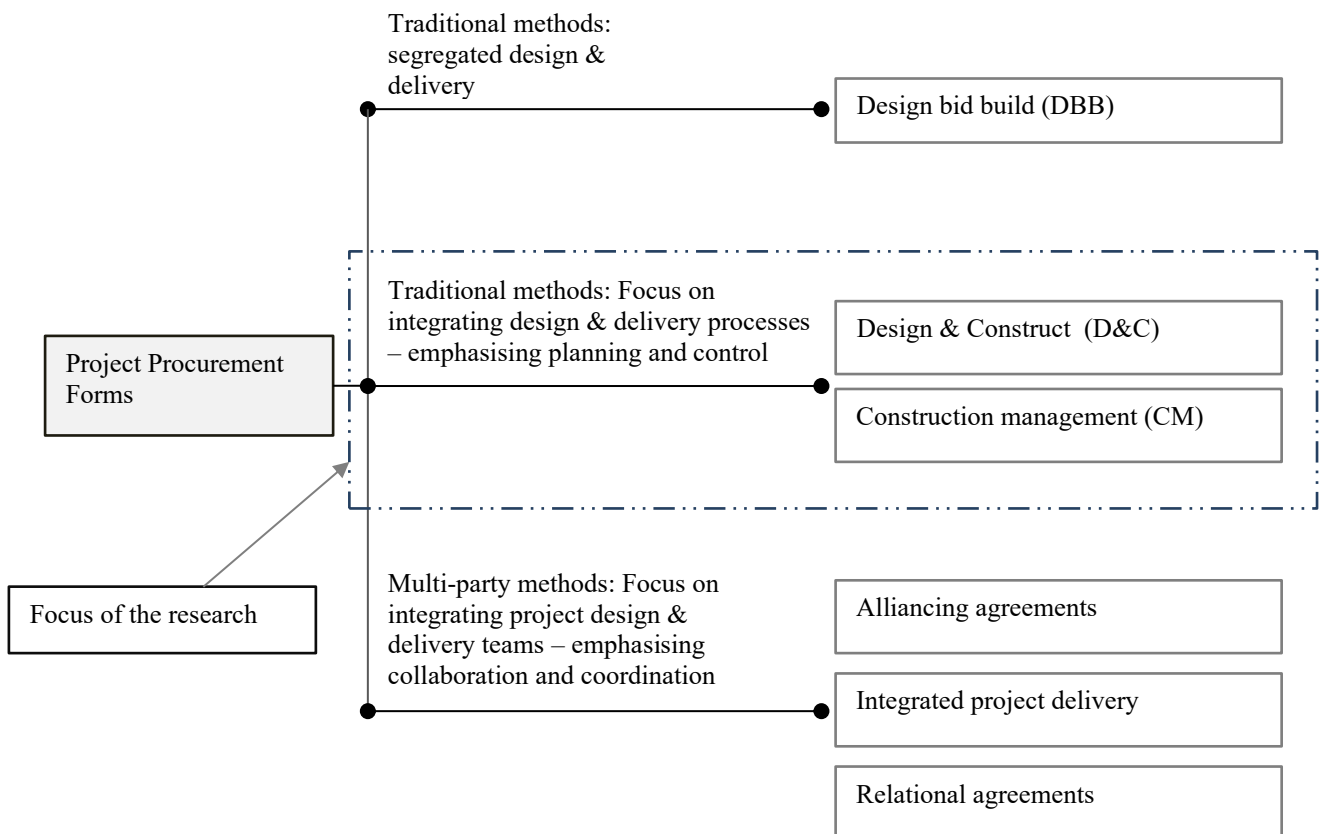 Traditional methods:
segregated design &
delivery
Design bid build (DBB)
Traditional methods: Focus on
integrating design & delivery processes
– emphasising planning and control
Design & Construct  (D&C)
Project Procurement
Forms
Construction management (CM)
Focus of the research
Multi-party methods: Focus on
integrating project design &
delivery teams – emphasising
collaboration and coordination
Alliancing agreements
Integrated project delivery
Relational agreements